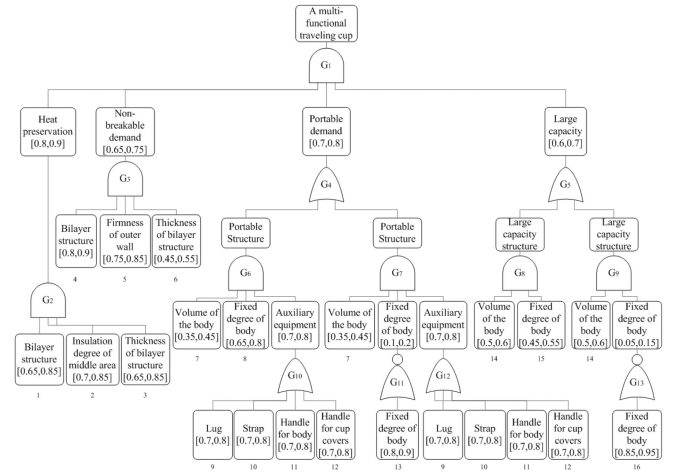 A multi-
functional
traveling cup
G1
Heat
preservation
[0.8,0.9]
Non-
breakable
demand
[0.65,0.75]
Portable
demand
[0.7,0.8]
Large
capacity
[0.6,0.7]
G3
G4
G5
Bilayer
structure
[0.8,0.9]
Firmness
of outer
wall
[0.75,0.85]
Thickness
of bilayer
structure
[0.45,0.55]
4
5
6
Portable
Structure
Portable
Structure
Large
capacity
structure
Large
capacity
structure
G2
G6
G7
G8
G9
Bilayer
structure
[0.65,0.85]
Insulation
degree of
middle area
[0.7,0.85]
Thickness
of bilayer
structure
[0.65,0.85]
1
2
3
Volume of
the body
[0.35,0.45]
Fixed
degree of
body
[0.65,0.8]
Auxiliary
equipment
[0.7,0.8]
7
8
Volume of
the body
[0.35,0.45]
Fixed
degree of
body
[0.1,0.2]
Auxiliary
equipment
[0.7,0.8]
7
Volume of
the body
[0.5,0.6]
Fixed
degree of
body
[0.45,0.55]
14
15
Volume of
the body
[0.5,0.6]
Fixed
degree of
body
[0.05,0.15]
14
G10
G11
G12
G13
Lug
[0.7,0.8]
Strap
[0.7,0.8]
Handle
for body
[0.7,0.8]
Handle
for cup
covers
[0.7,0.8]
9
10
11
12
Fixed
degree of
body
[0.8,0.9]
13
Lug
[0.7,0.8]
Strap
[0.7,0.8]
Handle
for body
[0.7,0.8]
Handle
for cup
covers
[0.7,0.8]
9
10
11
12
Fixed
degree of
body
[0.85,0.95]
16